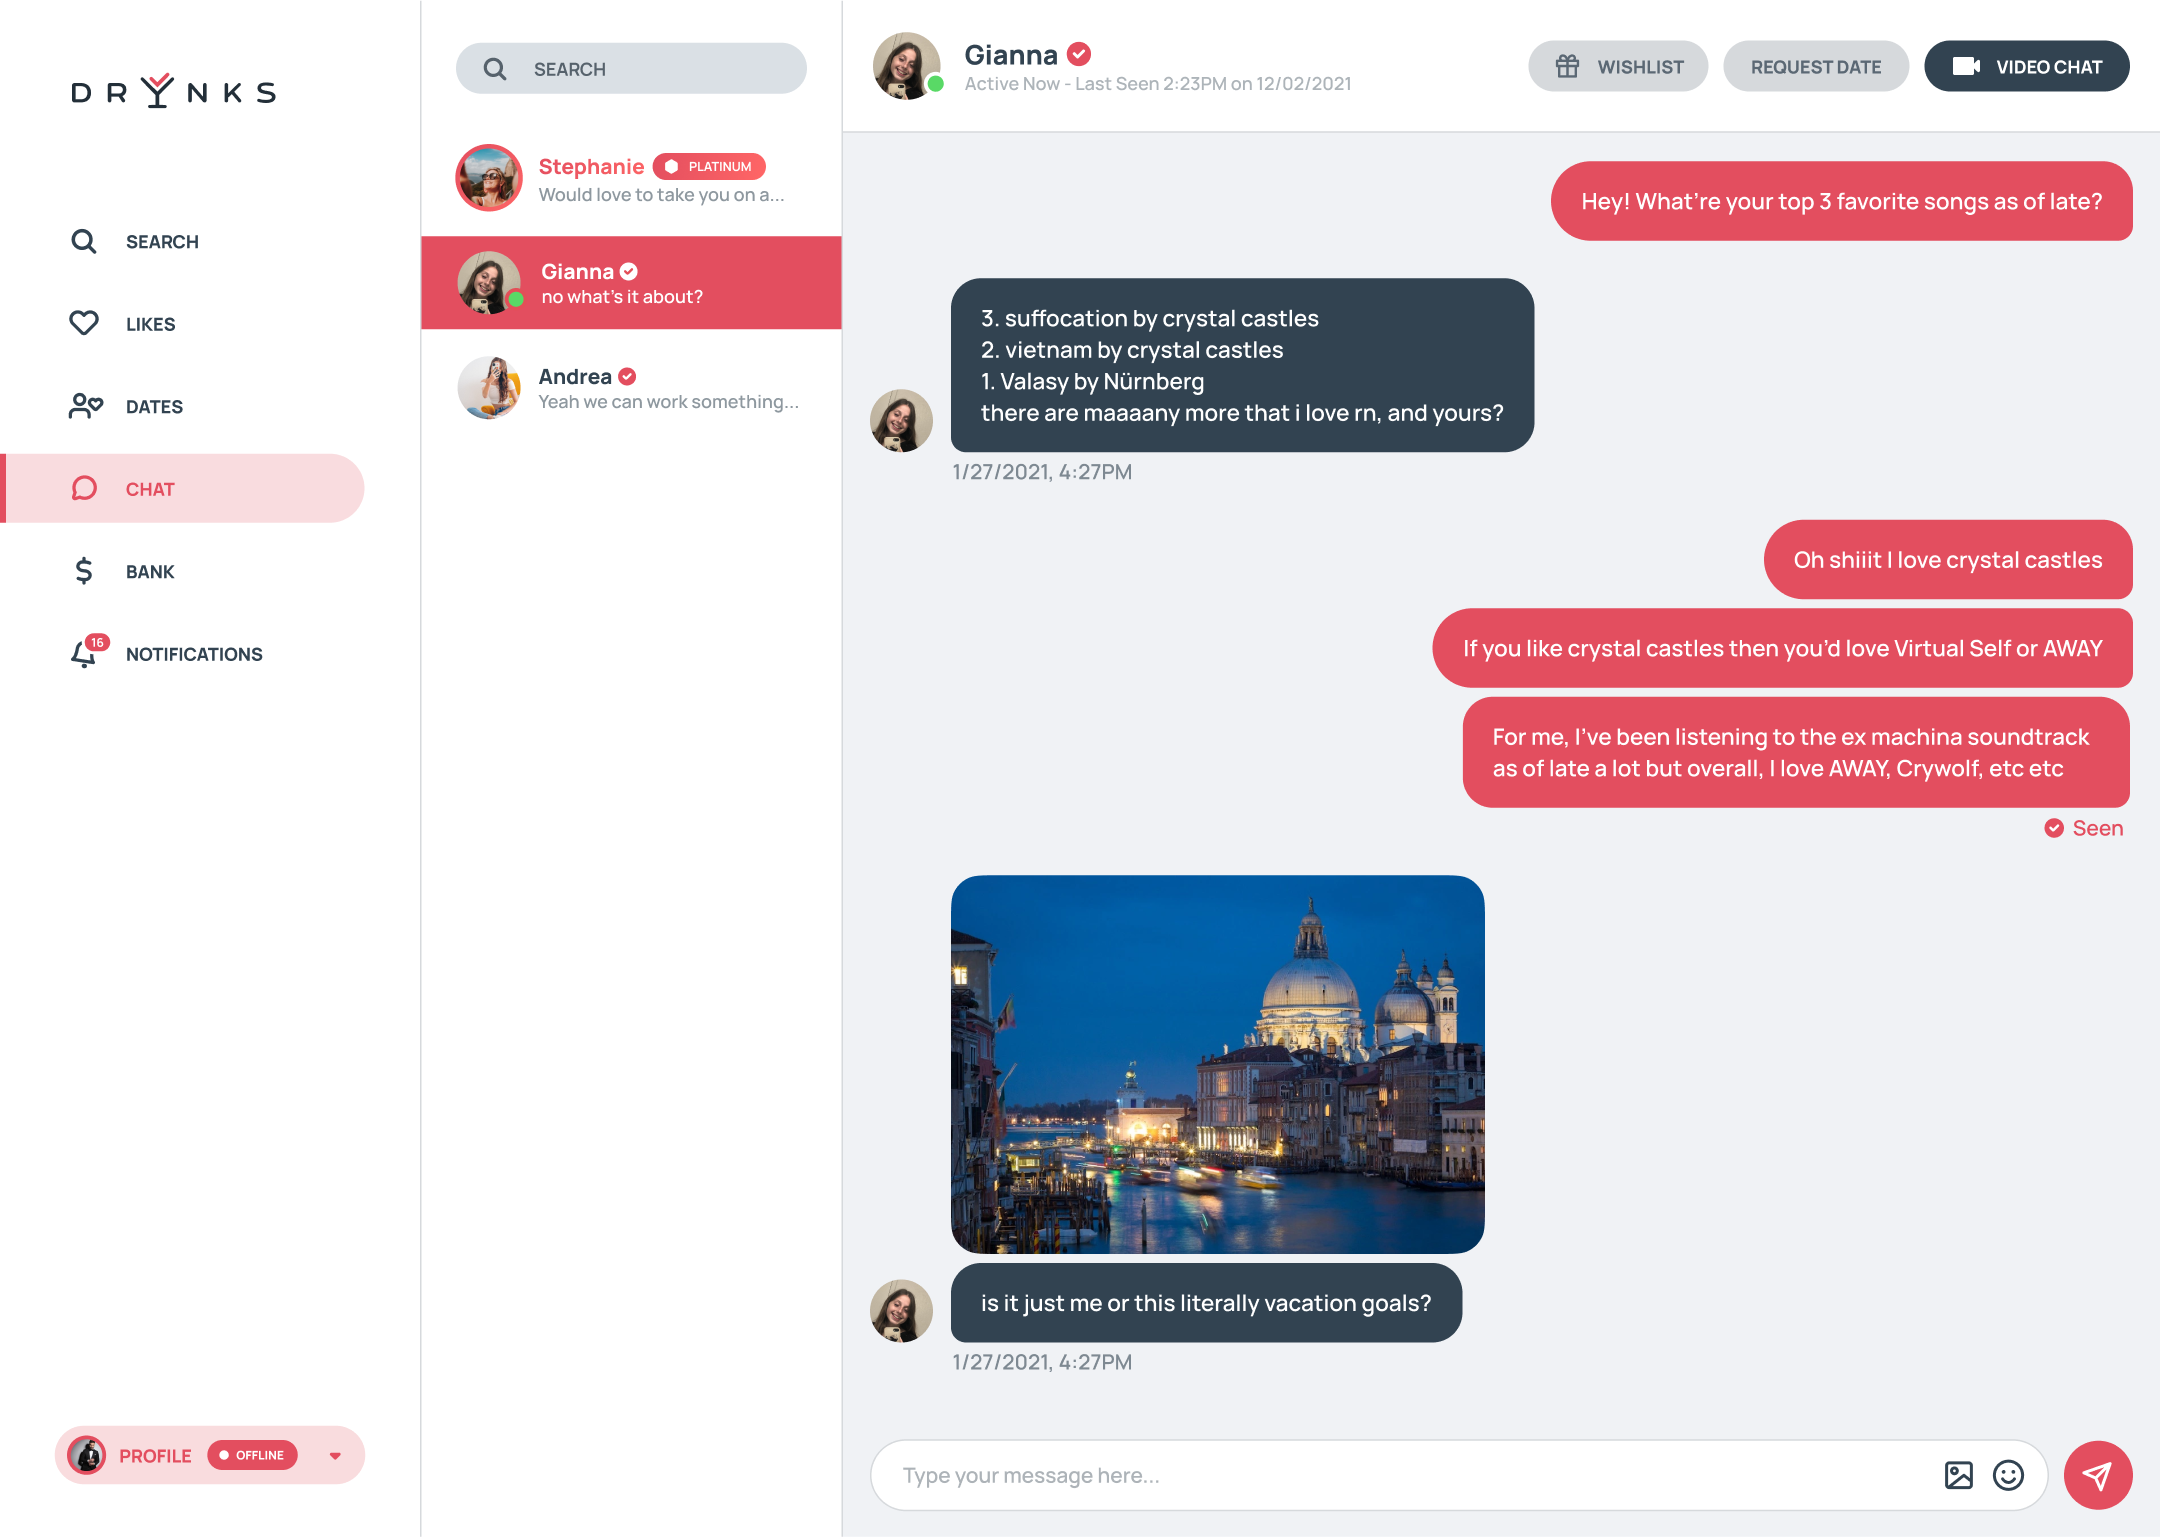 DRYNKS
SEARCH
LIKES
DATES
CHAT
BANK
16
NOTIFICATIONS
PROFILE
OFFLINE
SEARCH
Stephanie
PLATINUM
Would love to take you on a...
Gianna
no what's it about?
Andrea
Yeah we can work something...
Gianna
Active Now - Last Seen 2:23PM on 12/02/2021
WISHLIST
REQUEST DATE
VIDEO CHAT
Hey! What're your top 3 favorite songs as of late?
3. suffocation by crystal castles
2. vietnam by crystal castles
1. Valasy by Nürnberg
there are maaaany more that i love rn, and yours?
1/27/2021, 4:27PM
Oh shiiit I love crystal castles
If you like crystal castles then you'd love Virtual Self or AWAY
For me, I've been listening to the ex machina soundtrack
as of late a lot but overall, I love AWAY, Crywolf, etc etc
Seen
is it just me or this literally vacation goals?
1/27/2021, 4:27PM
Type your message here...